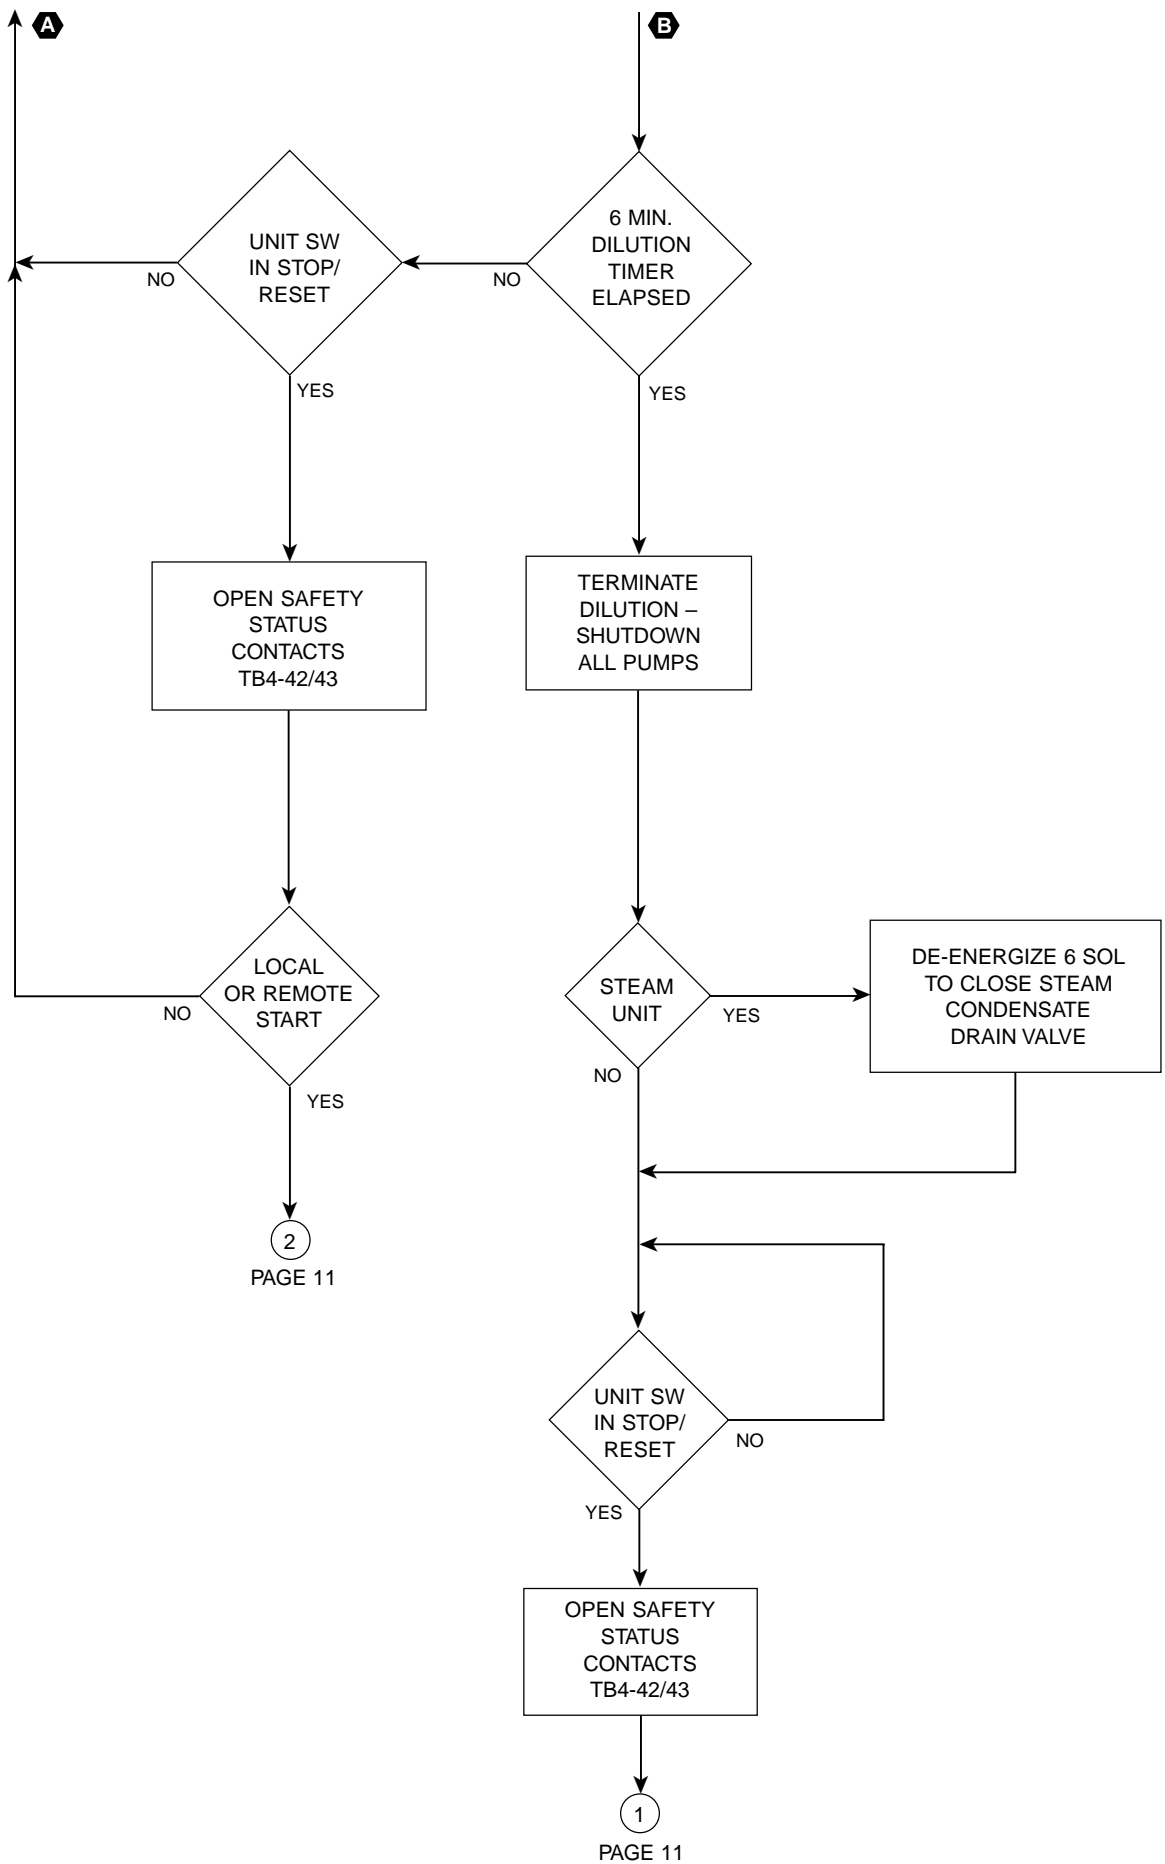 A
B
6 MIN.
DILUTION
TIMER
ELAPSED
NO
YES
UNIT SW
IN STOP/
RESET
NO
YES
OPEN SAFETY
STATUS
CONTACTS
TB4-42/43
TERMINATE
DILUTION –
SHUTDOWN
ALL PUMPS
LOCAL
OR REMOTE
START
NO
YES
2
PAGE 11
STEAM
UNIT
YES
NO
DE-ENERGIZE 6 SOL
TO CLOSE STEAM
CONDENSATE
DRAIN VALVE
UNIT SW
IN STOP/
RESET
NO
YES
OPEN SAFETY
STATUS
CONTACTS
TB4-42/43
1
PAGE 11